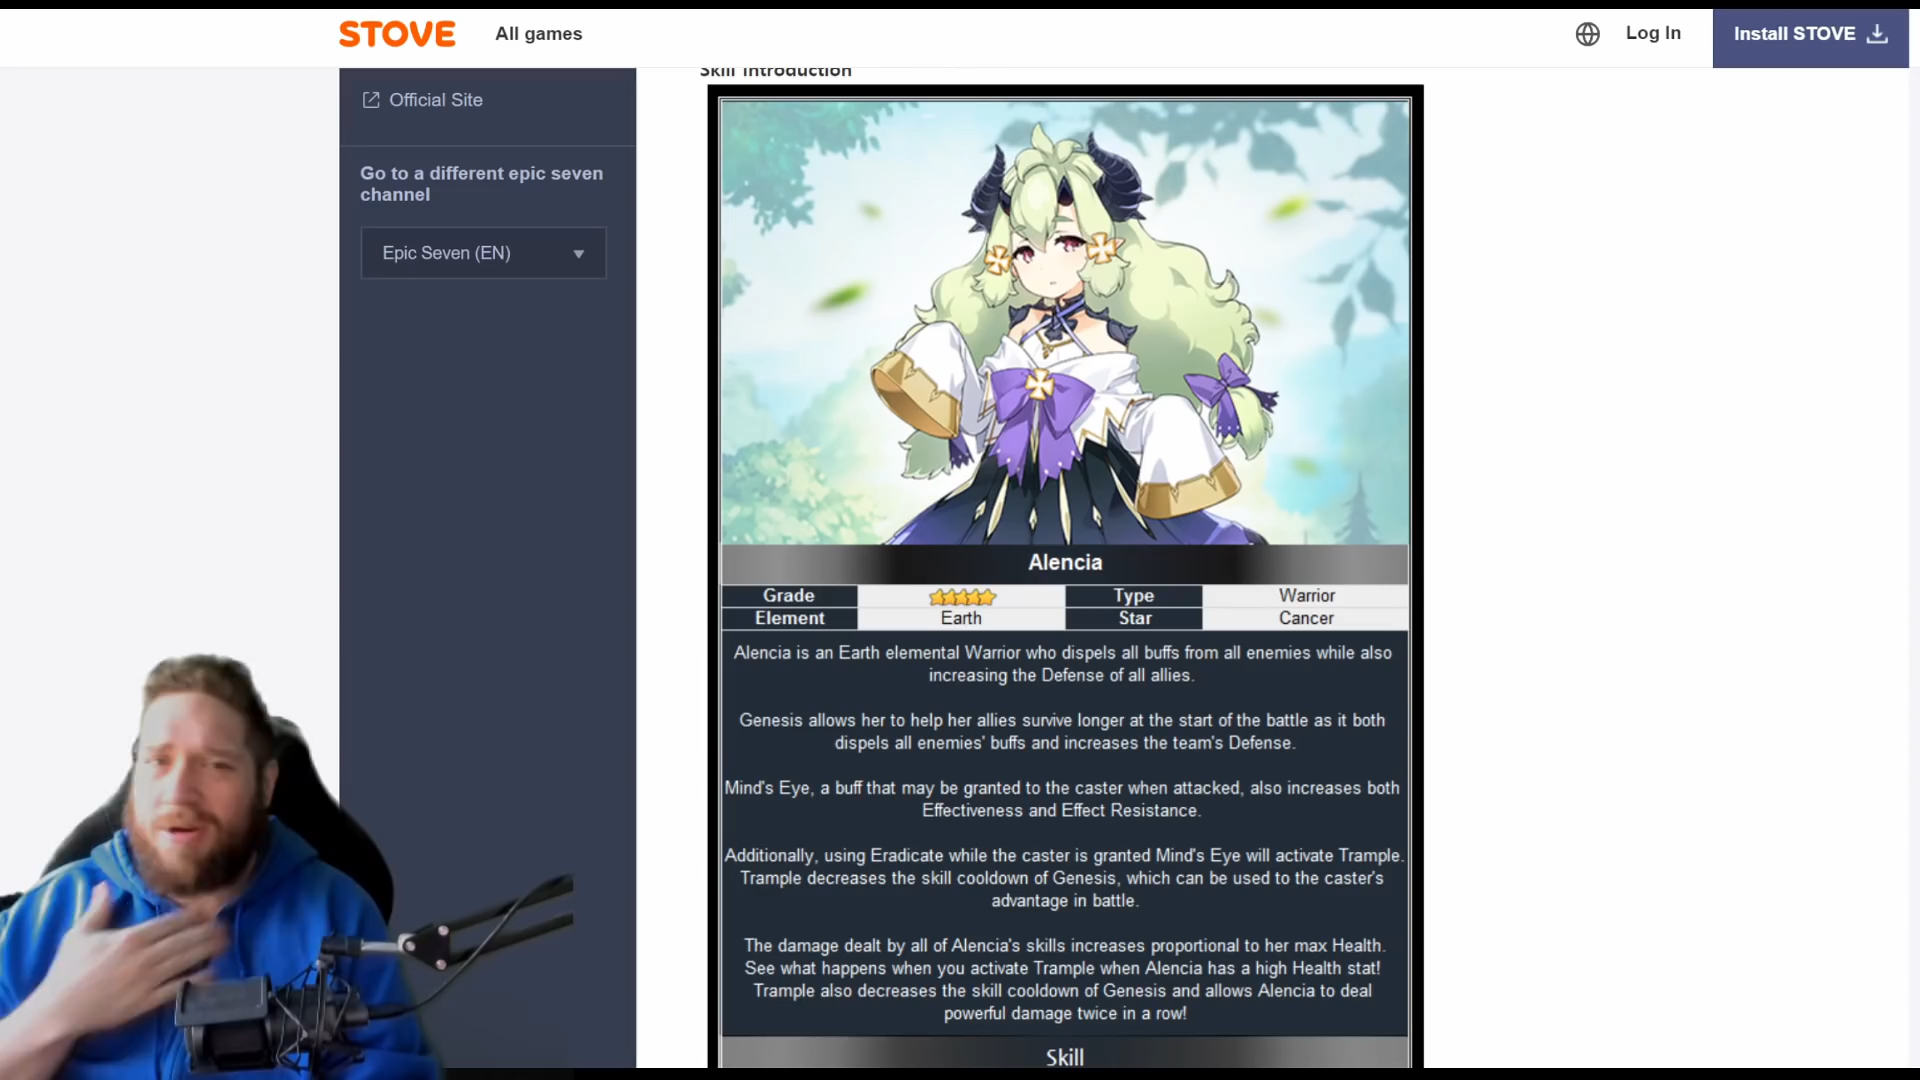 STOVE
All games
Log In
Install STOVE
Official Site
Go to a different epic seven
channel
Epic Seven (EN)
Skill Introduction
Alencia
Grade
Type
Warrior
Element
Earth
Star
Cancer
Alencia is an Earth elemental Warrior who dispels all buffs from all enemies while also
increasing the Defense of all allies.
Genesis allows her to help her allies survive longer at the start of the battle as it both
dispels all enemies' buffs and increases the team's Defense.
Mind's Eye, a buff that may be granted to the caster when attacked, also increases both
Effectiveness and Effect Resistance.
Additionally, using Eradicate while the caster is granted Mind's Eye will activate Trample.
Trample decreases the skill cooldown of Genesis, which can be used to the caster's
advantage in battle.
The damage dealt by all of Alencia's skills increases proportional to her max Health.
See what happens when you activate Trample when Alencia has a high Health stat!
Trample also decreases the skill cooldown of Genesis and allows Alencia to deal
powerful damage twice in a row!
Skill